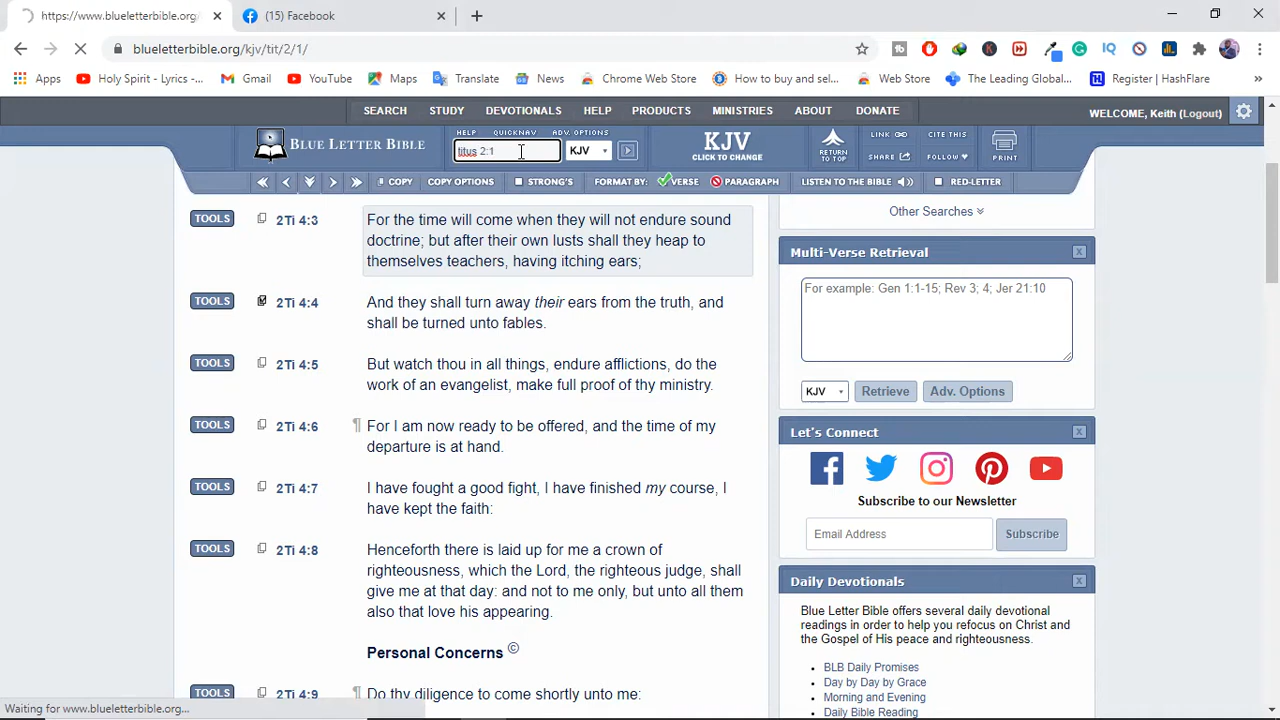 https://www.blueletterbible.org/
(15) Facebook
blueletterbible.org/kjv/tit/2/1/
Apps
Holy Spirit - Lyrics -...
Gmail
YouTube
Maps
Translate
News
Chrome Web Store
How to buy and sel...
Web Store
The Leading Global...
Register | HashFlare
SEARCH STUDY DEVOTIONALS HELP PRODUCTS MINISTRIES ABOUT DONATE
WELCOME, Keith (Logout)
BLUE LETTER BIBLE
HELP QUICKNAV ADV. OPTIONS
titus 2:1 KJV
KJV
CLICK TO CHANGE
RETURN
TO TOP
LINK CITE THIS
SHARE FOLLOW
PRINT
COPY COPY OPTIONS STRONG'S FORMAT BY: VERSE PARAGRAPH LISTEN TO THE BIBLE RED-LETTER
TOOLS 2Ti 4:3 For the time will come when they will not endure sound
doctrine; but after their own lusts shall they heap to
themselves teachers, having itching ears;
TOOLS 2Ti 4:4 And they shall turn away their ears from the truth, and
shall be turned unto fables.
TOOLS 2Ti 4:5 But watch thou in all things, endure afflictions, do the
work of an evangelist, make full proof of thy ministry.
TOOLS 2Ti 4:6 ¶ For I am now ready to be offered, and the time of my
departure is at hand.
TOOLS 2Ti 4:7 I have fought a good fight, I have finished my course, I
have kept the faith:
TOOLS 2Ti 4:8 Henceforth there is laid up for me a crown of
righteousness, which the Lord, the righteous judge, shall
give me at that day: and not to me only, but unto all them
also that love his appearing.
Personal Concerns ©
TOOLS 2Ti 4:9 ¶ Do thy diligence to come shortly unto me:
Other Searches
Multi-Verse Retrieval x
For example: Gen 1:1-15; Rev 3; 4; Jer 21:10
KJV Retrieve Adv. Options
Let's Connect x
Subscribe to our Newsletter
Email Address Subscribe
Daily Devotionals x
Blue Letter Bible offers several daily devotional
readings in order to help you refocus on Christ and
the Gospel of His peace and righteousness.
• BLB Daily Promises
• Day by Day by Grace
• Morning and Evening
• Daily Bible Reading
Waiting for www.blueletterbible.org...